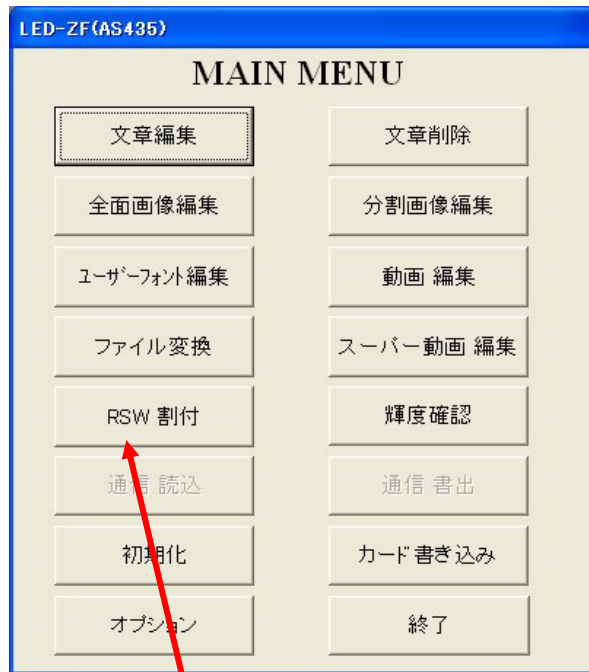 LED-ZF(AS435)
MAIN MENU
文章編集 文章削除
全面画像編集 分割画像編集
ﾕｰｻﾞｰﾌｫﾝﾄ編集 動画 編集
ファイル変換 スーパー動画 編集
RSW 割付 輝度確認
通信 読込 通信 書出
初期化 カード書き込み
オプション 終了